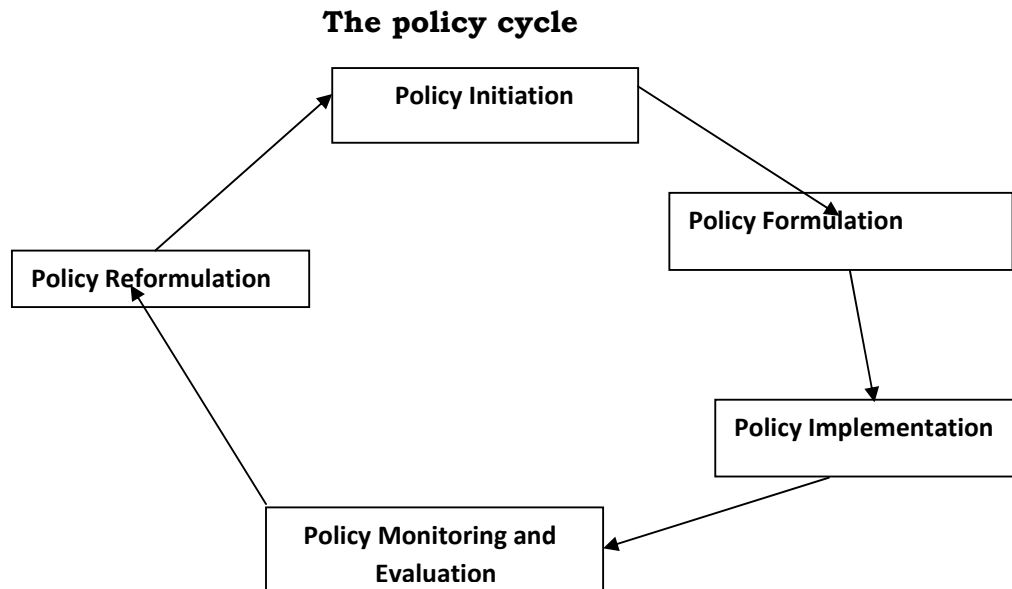 The policy cycle
Policy Initiation
Policy Formulation
Policy Reformulation
Policy Implementation
Policy Monitoring and
Evaluation